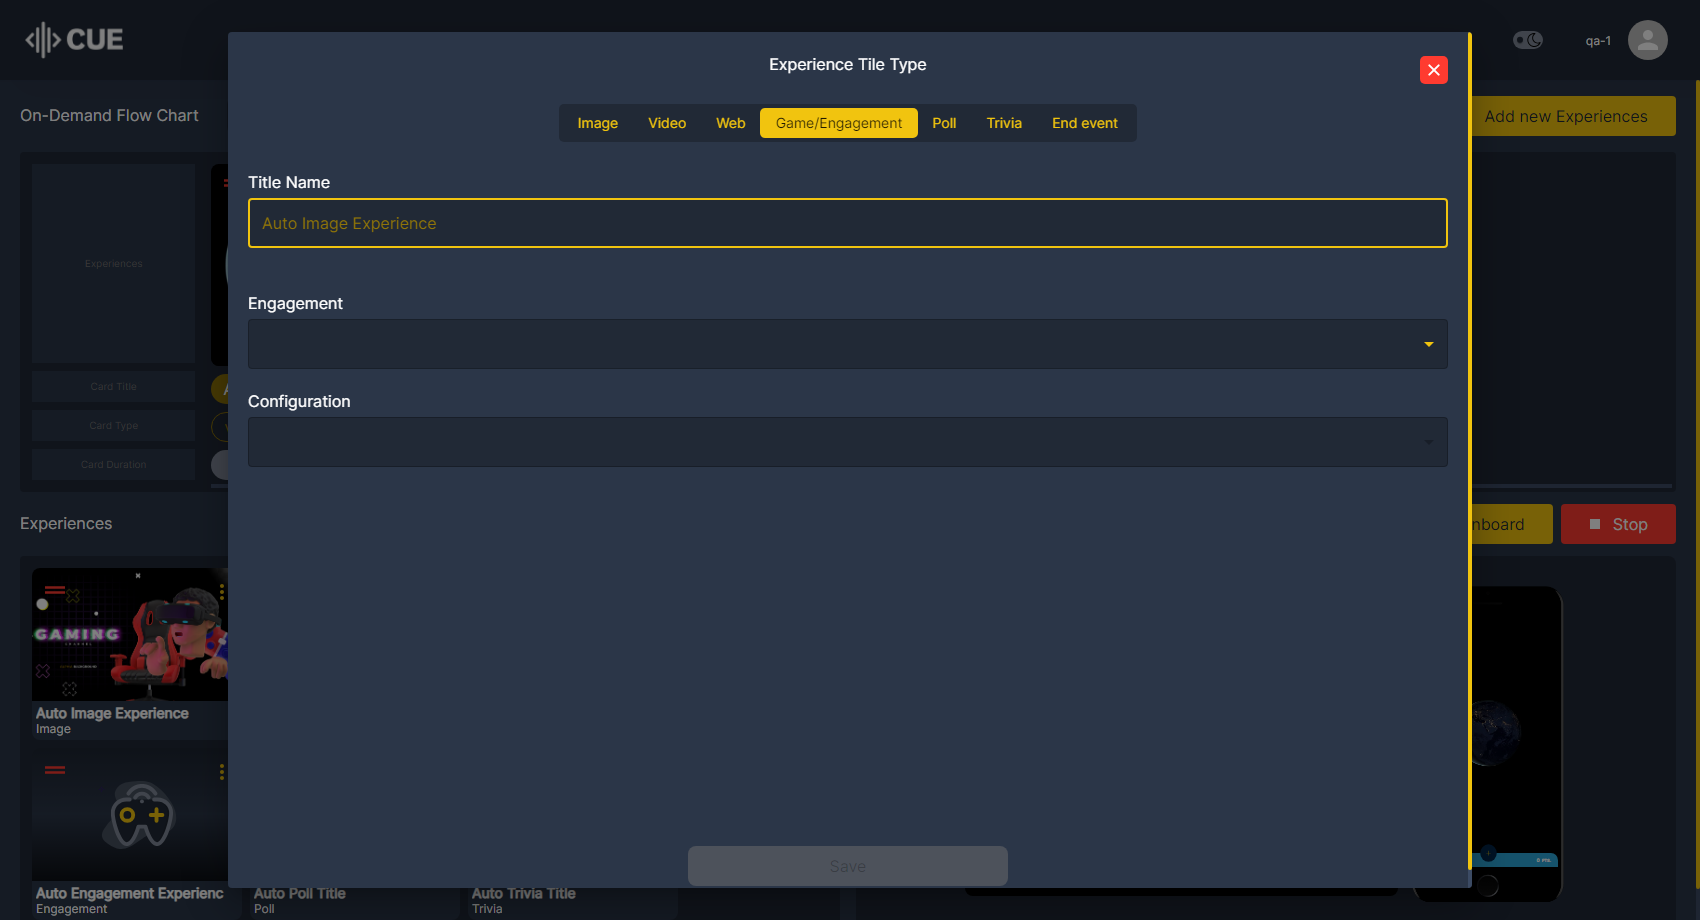 CUE
qa-1
Experience Tile Type
On-Demand Flow Chart
Add new Experiences
Image
Video
Web
Game/Engagement
Poll
Trivia
End event
Title Name
Auto Image Experience
Experiences
Engagement
Card Title
Configuration
Card Type
Card Duration
Experiences
nboard
Stop
GAMING
Auto Image Experience
Image
Save
Auto Engagement Experienc
Engagement
Auto Poll Title
Poll
Auto Trivia Title
Trivia